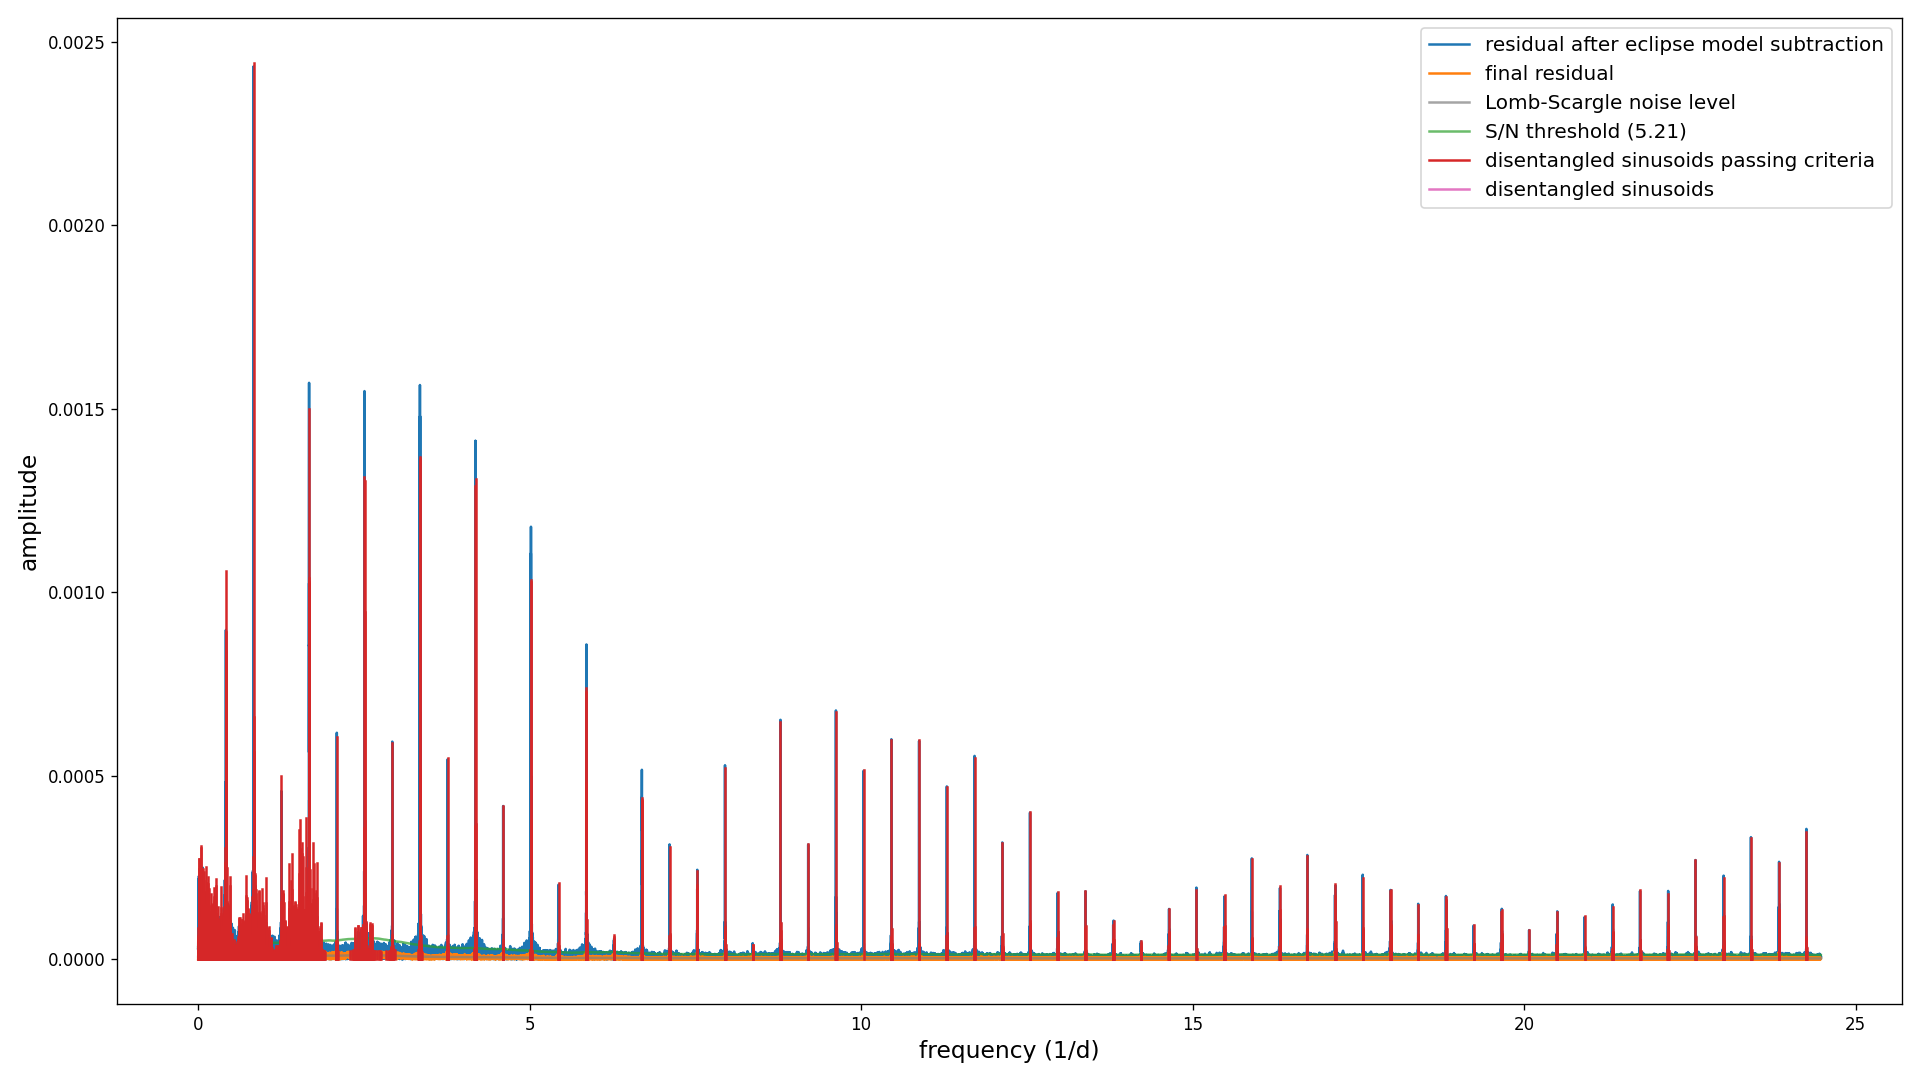 0.0025
0.0020
0.0015
0.0010
0.0005
0.0000
amplitude
0
5
10
15
20
25
frequency (1/d)
residual after eclipse model subtraction
final residual
Lomb-Scargle noise level
S/N threshold (5.21)
disentangled sinusoids passing criteria
disentangled sinusoids